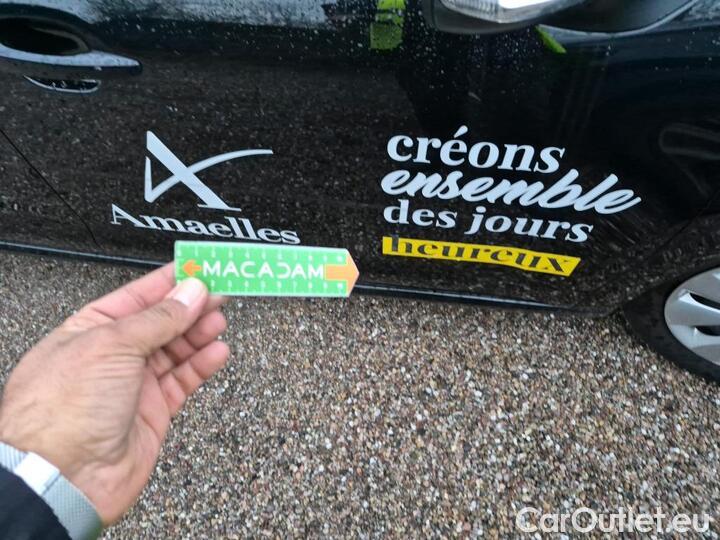 Amaelles
créons
ensemble
des jours
heureux
MACADAM
CarOutlet.eu